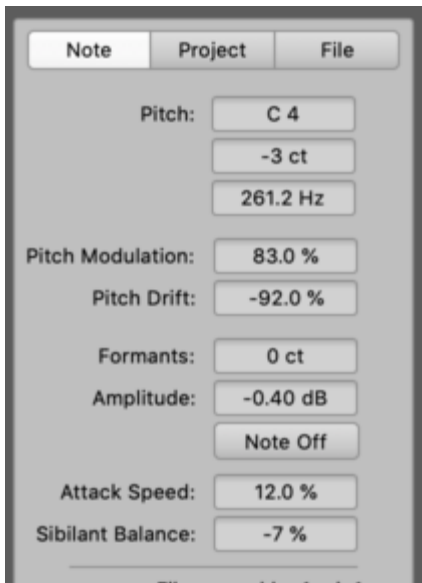 Note Project File
Pitch: C 4
-3 ct
261.2 Hz
Pitch Modulation: 83.0 %
Pitch Drift: -92.0 %
Formants: 0 ct
Amplitude: -0.40 dB
Note Off
Attack Speed: 12.0 %
Sibilant Balance: -7 %